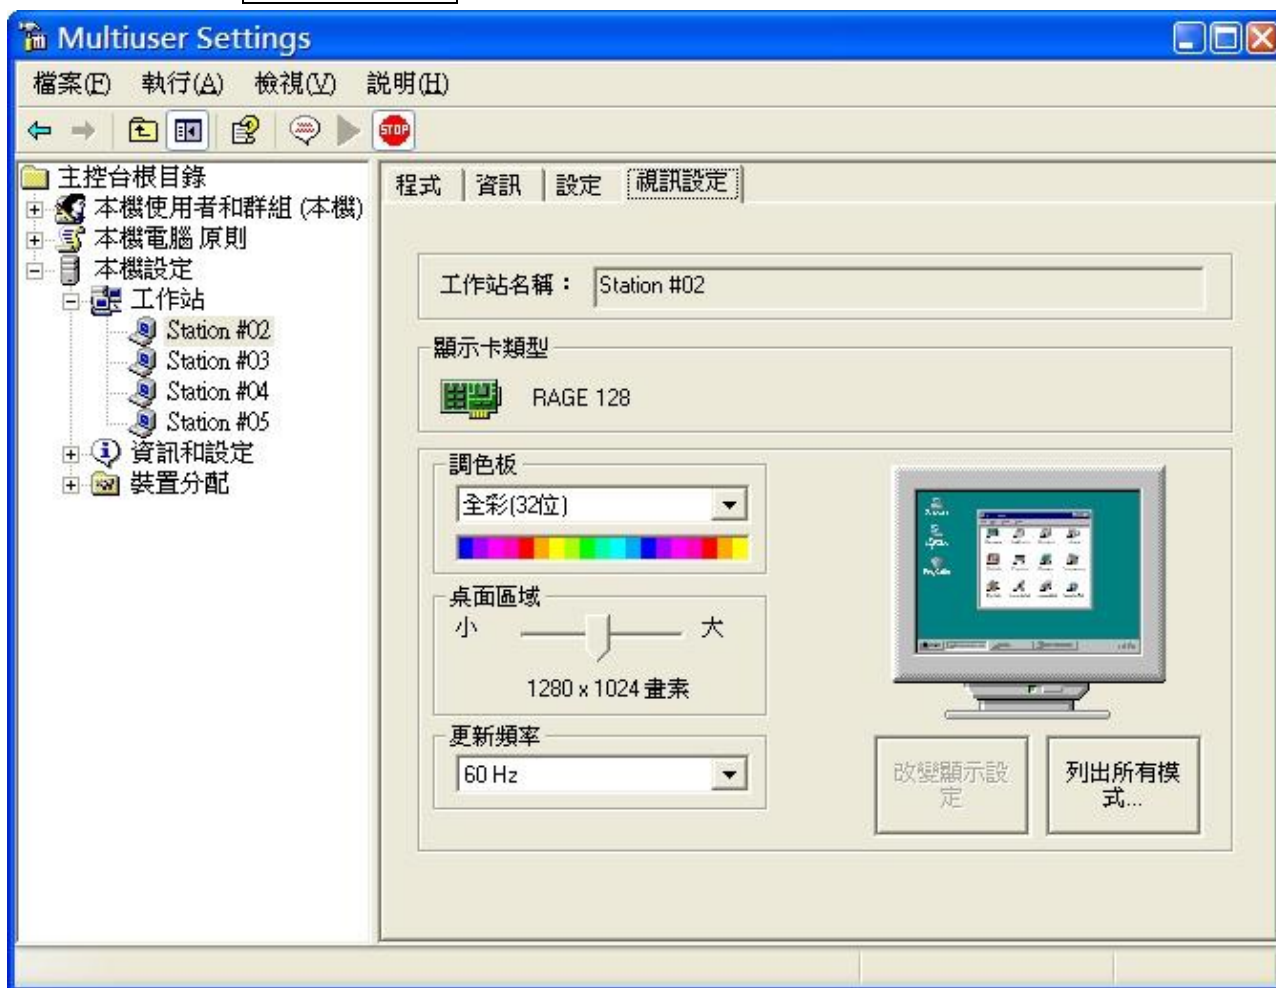 Multiuser Settings
檔案(F) 執行(A) 檢視(V) 説明(H)
STOP
主控台根目錄
本機使用者和群組 (本機)
本機電腦 原則
本機設定
工作站
Station #02
Station #03
Station #04
Station #05
資訊和設定
裝置分配
程式 資訊 設定 視訊設定
工作站名稱： Station #02
顯示卡類型
RAGE 128
調色板
全彩(32位)
桌面區域
小 大
1280 x 1024 畫素
更新頻率
60 Hz
改變顯示設
定
列出所有模
式...